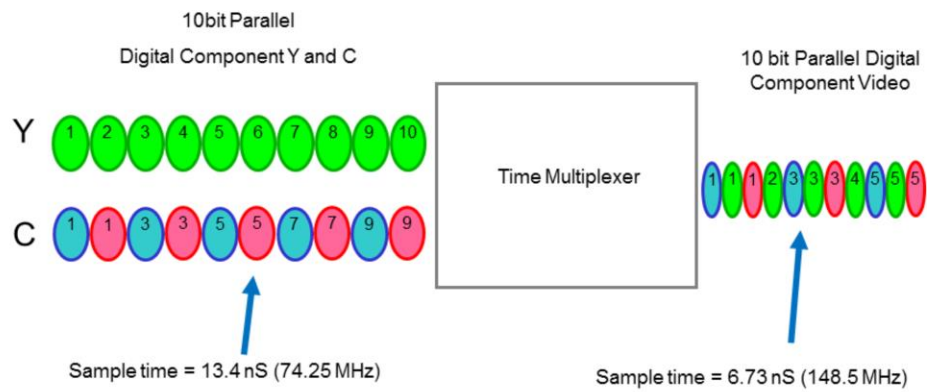 10bit Parallel
Digital Component Y and C
10 bit Parallel Digital
Component Video
Y
1 2 3 4 5 6 7 8 9 10
Time Multiplexer
1 1 1 2 3 3 3 4 5 5 5
C
1 1 3 3 5 5 7 7 9 9
Sample time = 13.4 nS (74.25 MHz)
Sample time = 6.73 nS (148.5 MHz)